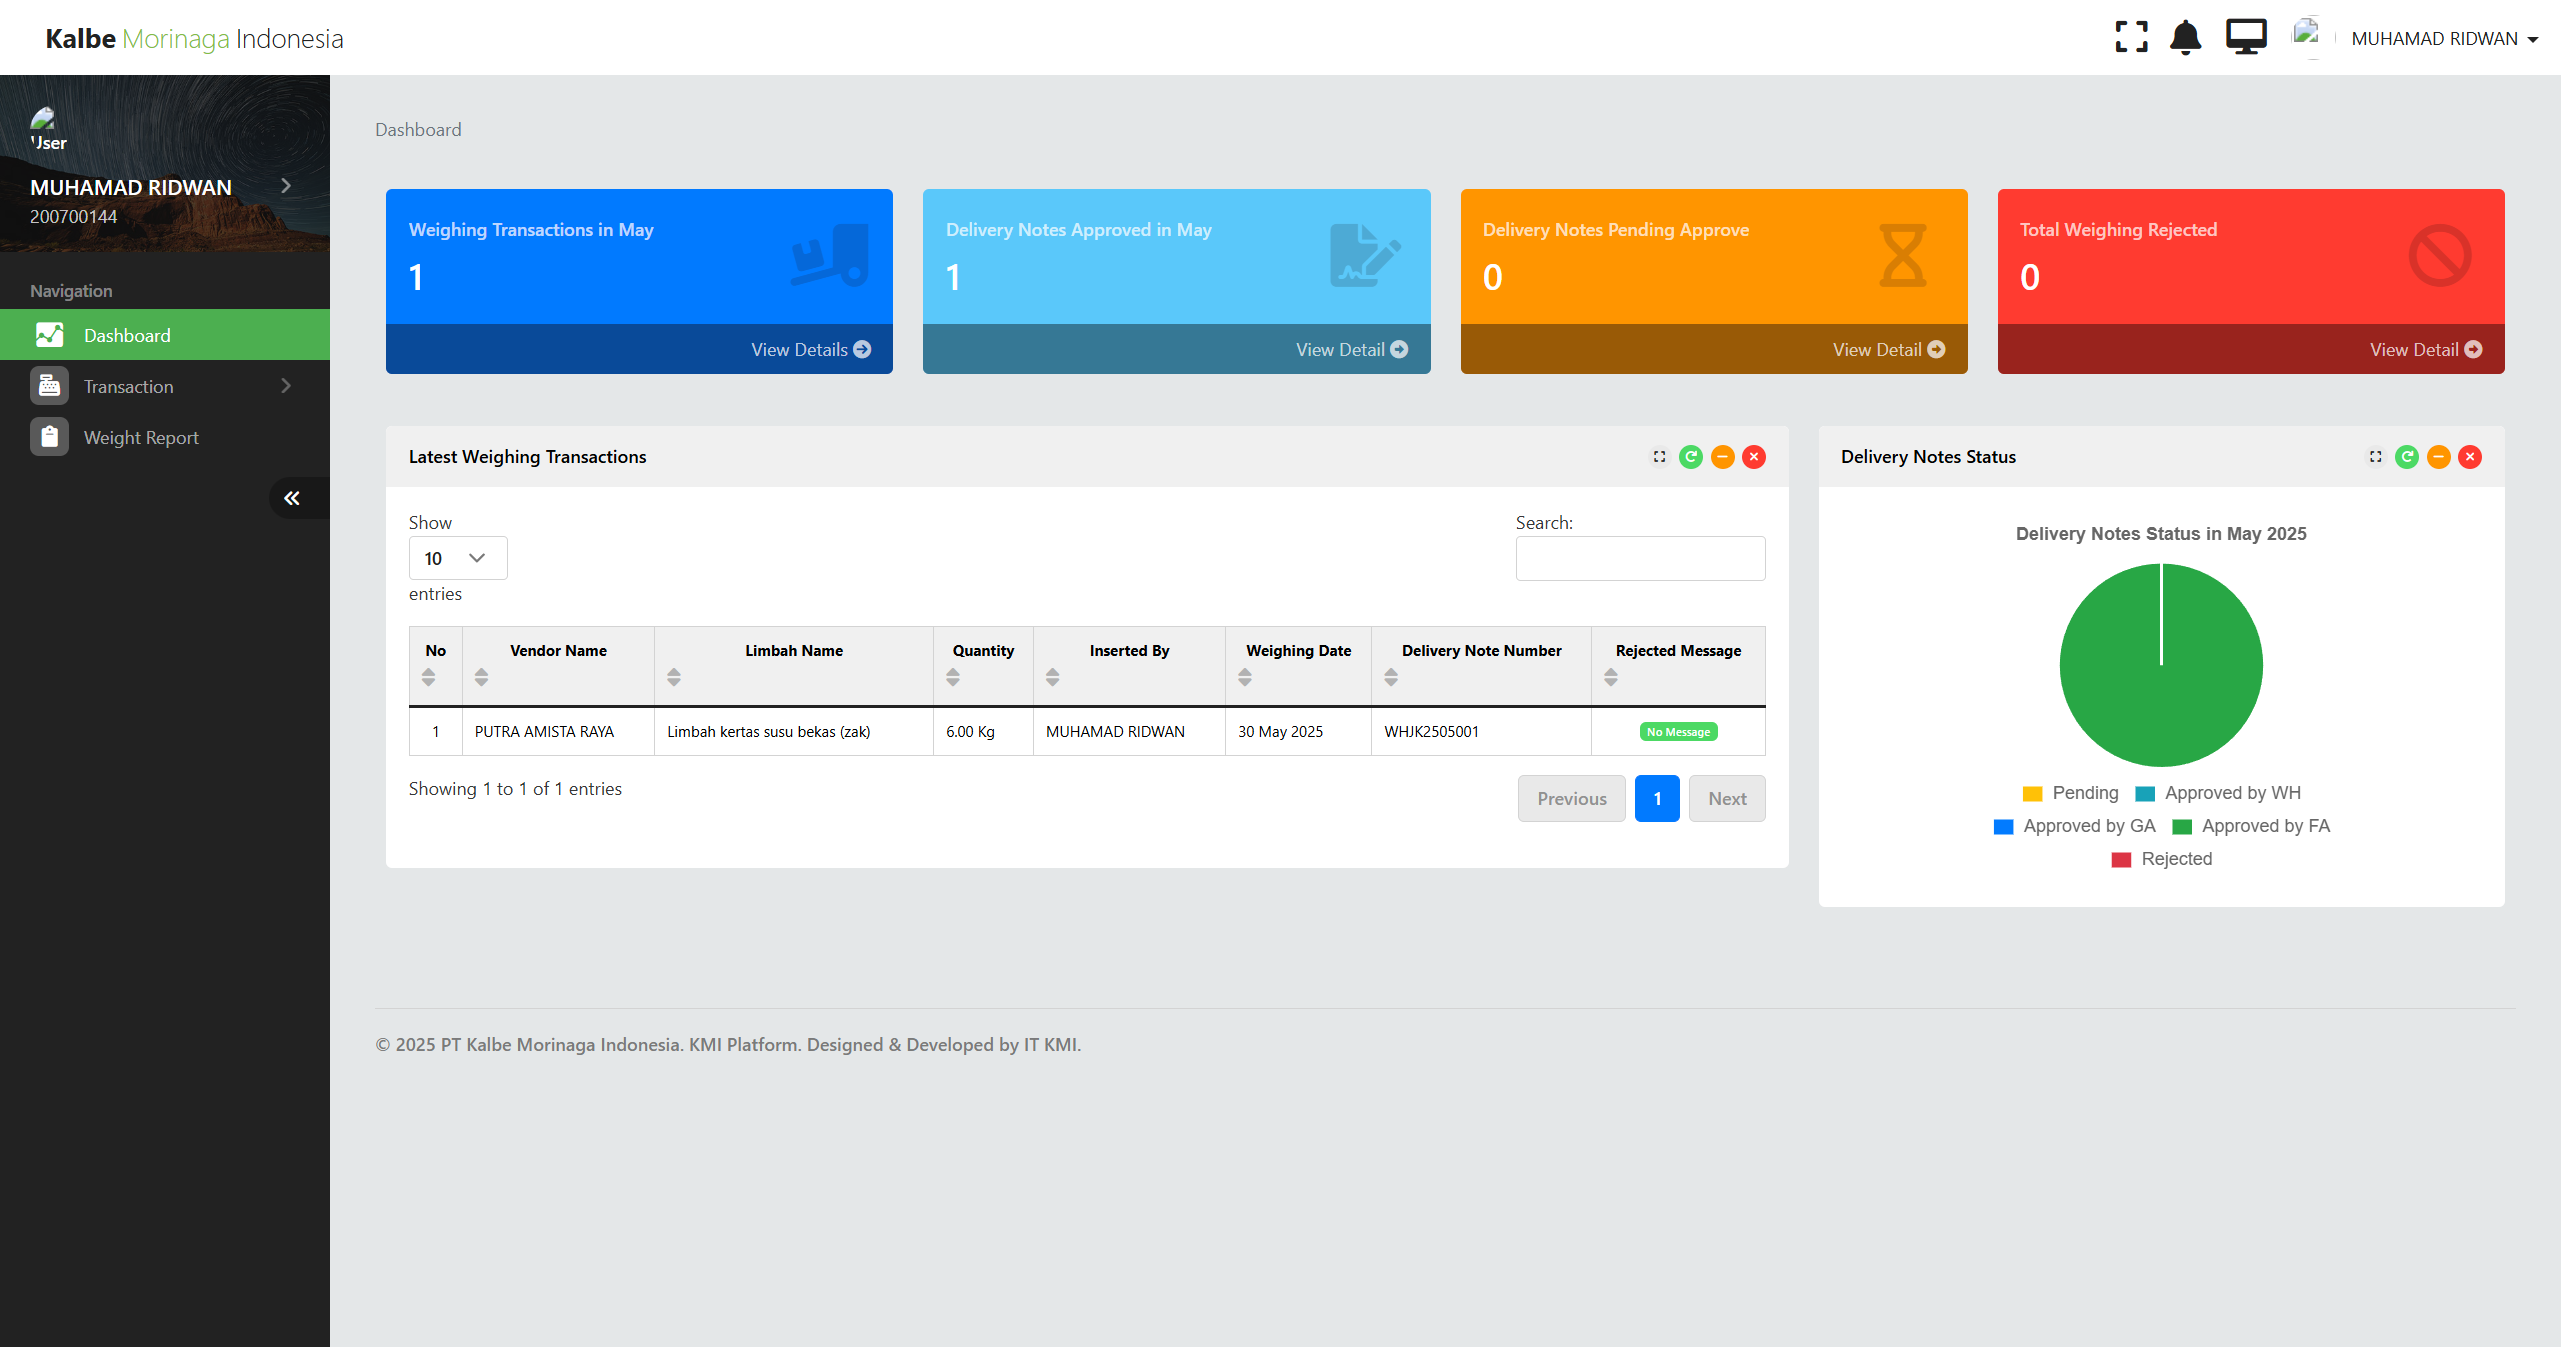 Kalbe Morinaga Indonesia
MUHAMAD RIDWAN
User
MUHAMAD RIDWAN
200700144
Navigation
Dashboard
Transaction
Weight Report
Dashboard
Weighing Transactions in May
1
View Details
Delivery Notes Approved in May
1
View Detail
Delivery Notes Pending Approve
0
View Detail
Total Weighing Rejected
0
View Detail
Latest Weighing Transactions
Show
10
entries
Search:
No Vendor Name Limbah Name Quantity Inserted By Weighing Date Delivery Note Number Rejected Message
1 PUTRA AMISTA RAYA Limbah kertas susu bekas (zak) 6.00 Kg MUHAMAD RIDWAN 30 May 2025 WHJK2505001 No Message
Showing 1 to 1 of 1 entries
Previous 1 Next
Delivery Notes Status
Delivery Notes Status in May 2025
Pending Approved by WH
Approved by GA Approved by FA
Rejected
© 2025 PT Kalbe Morinaga Indonesia. KMI Platform. Designed & Developed by IT KMI.